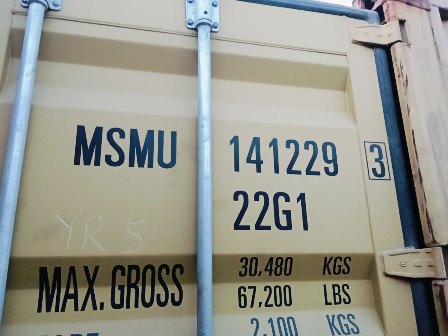 MSMU 141229 3
22G1
YR 5
MAX. GROSS 30.480 KGS
67.200 LBS
2.100 KGS